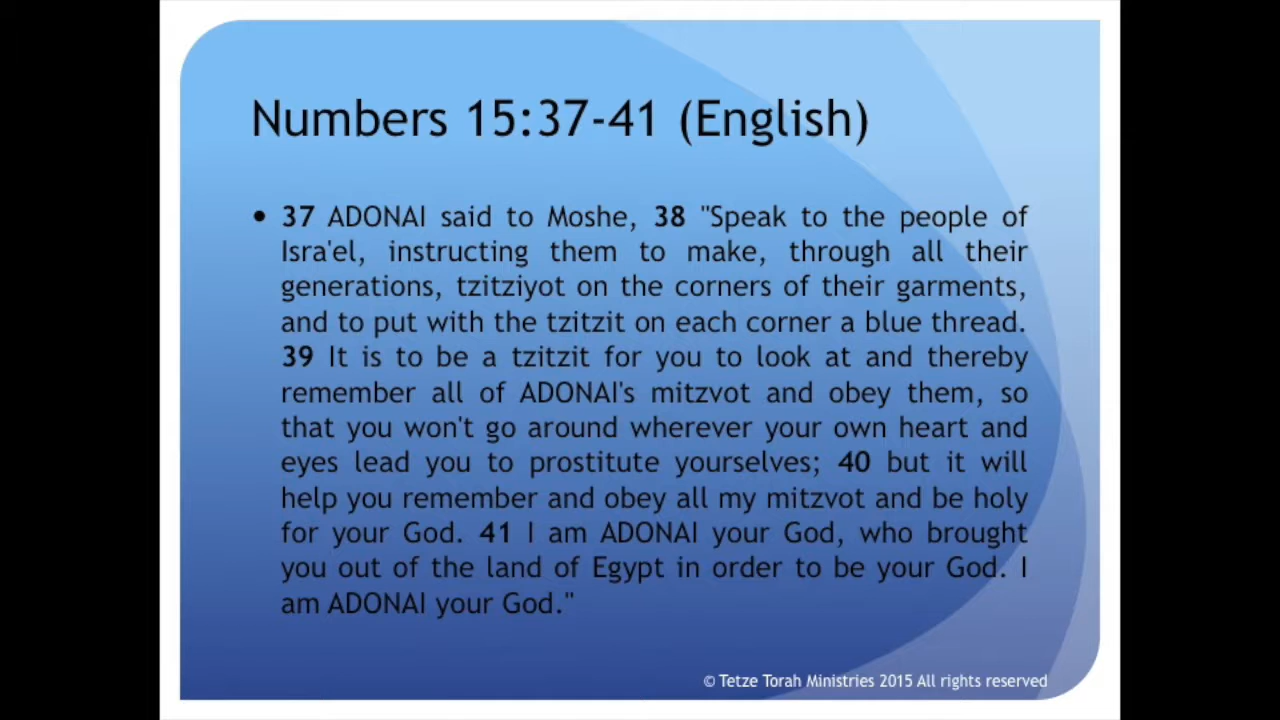 Numbers 15:37-41 (English)
• 37 ADONAI said to Moshe, 38 "Speak to the people of
Isra'el, instructing them to make, through all their
generations, tzitziyot on the corners of their garments,
and to put with the tzitzit on each corner a blue thread.
39 It is to be a tzitzit for you to look at and thereby
remember all of ADONAI's mitzvot and obey them, so
that you won't go around wherever your own heart and
eyes lead you to prostitute yourselves; 40 but it will
help you remember and obey all my mitzvot and be holy
for your God. 41 I am ADONAI your God, who brought
you out of the land of Egypt in order to be your God. I
am ADONAI your God."
© Tetze Torah Ministries 2015 All rights reserved